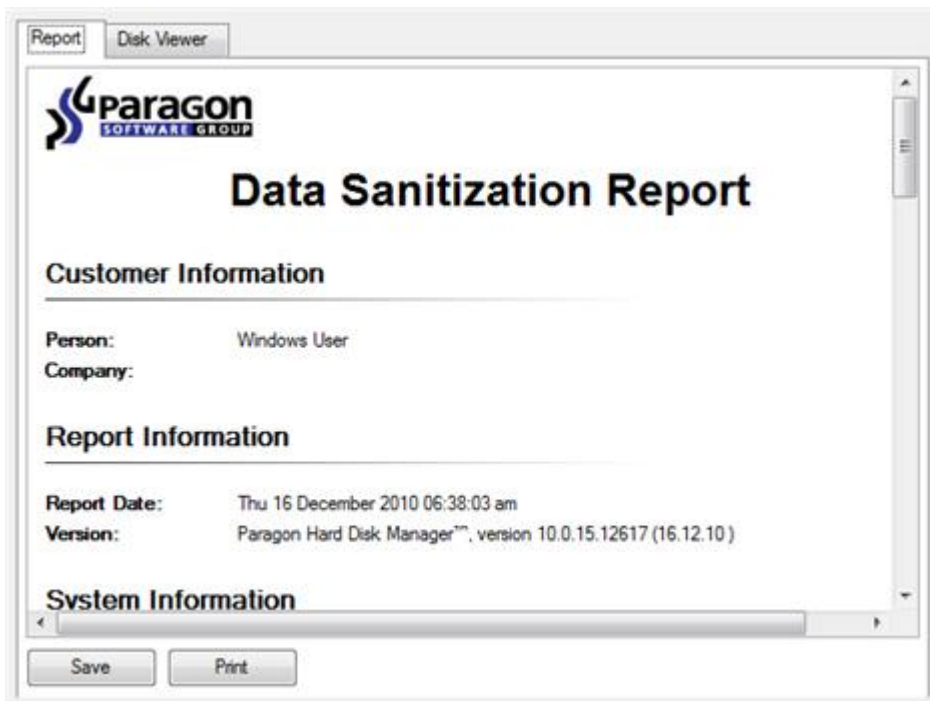 Report Disk Viewer
Paragon
SOFTWARE GROUP
Data Sanitization Report
Customer Information
Person: Windows User
Company:
Report Information
Report Date: Thu 16 December 2010 06:38:03 am
Version: Paragon Hard Disk Manager™, version 10.0.15.12617 (16.12.10 )
System Information
Save Print